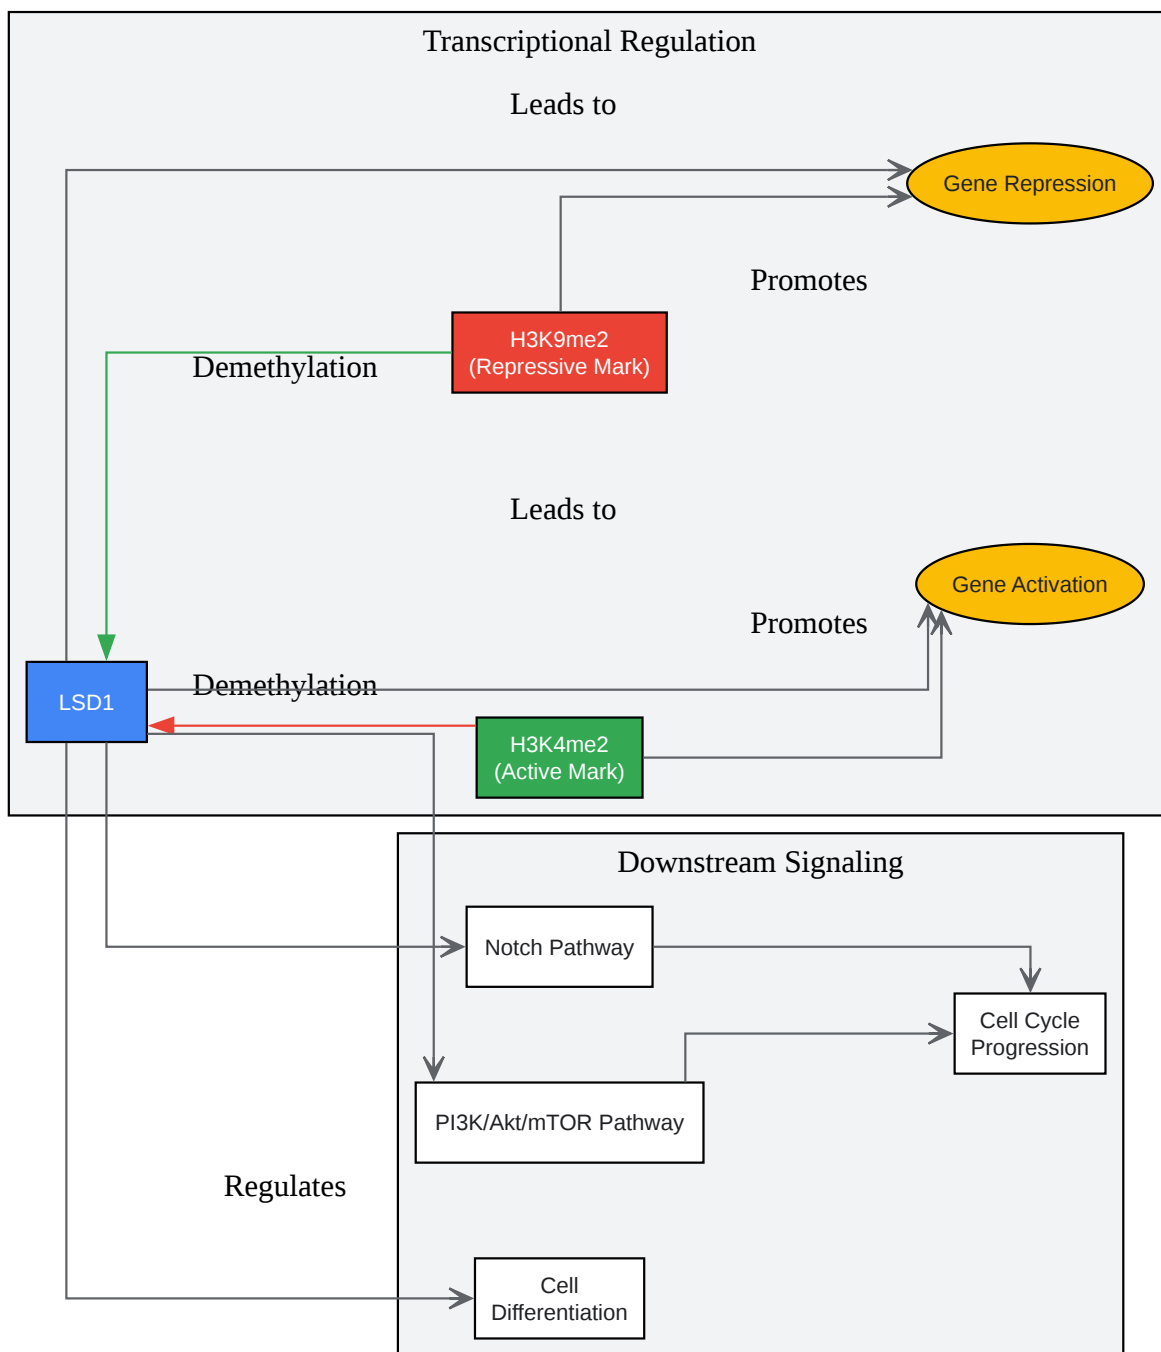 Transcriptional Regulation
Leads to
Gene Repression
Promotes
H3K9me2
(Repressive Mark)
Demethylation
Leads to
Gene Activation
Promotes
Demethylation
LSD1
H3K4me2
(Active Mark)
Downstream Signaling
Notch Pathway
Cell Cycle
Progression
PI3K/Akt/mTOR Pathway
Regulates
Cell
Differentiation